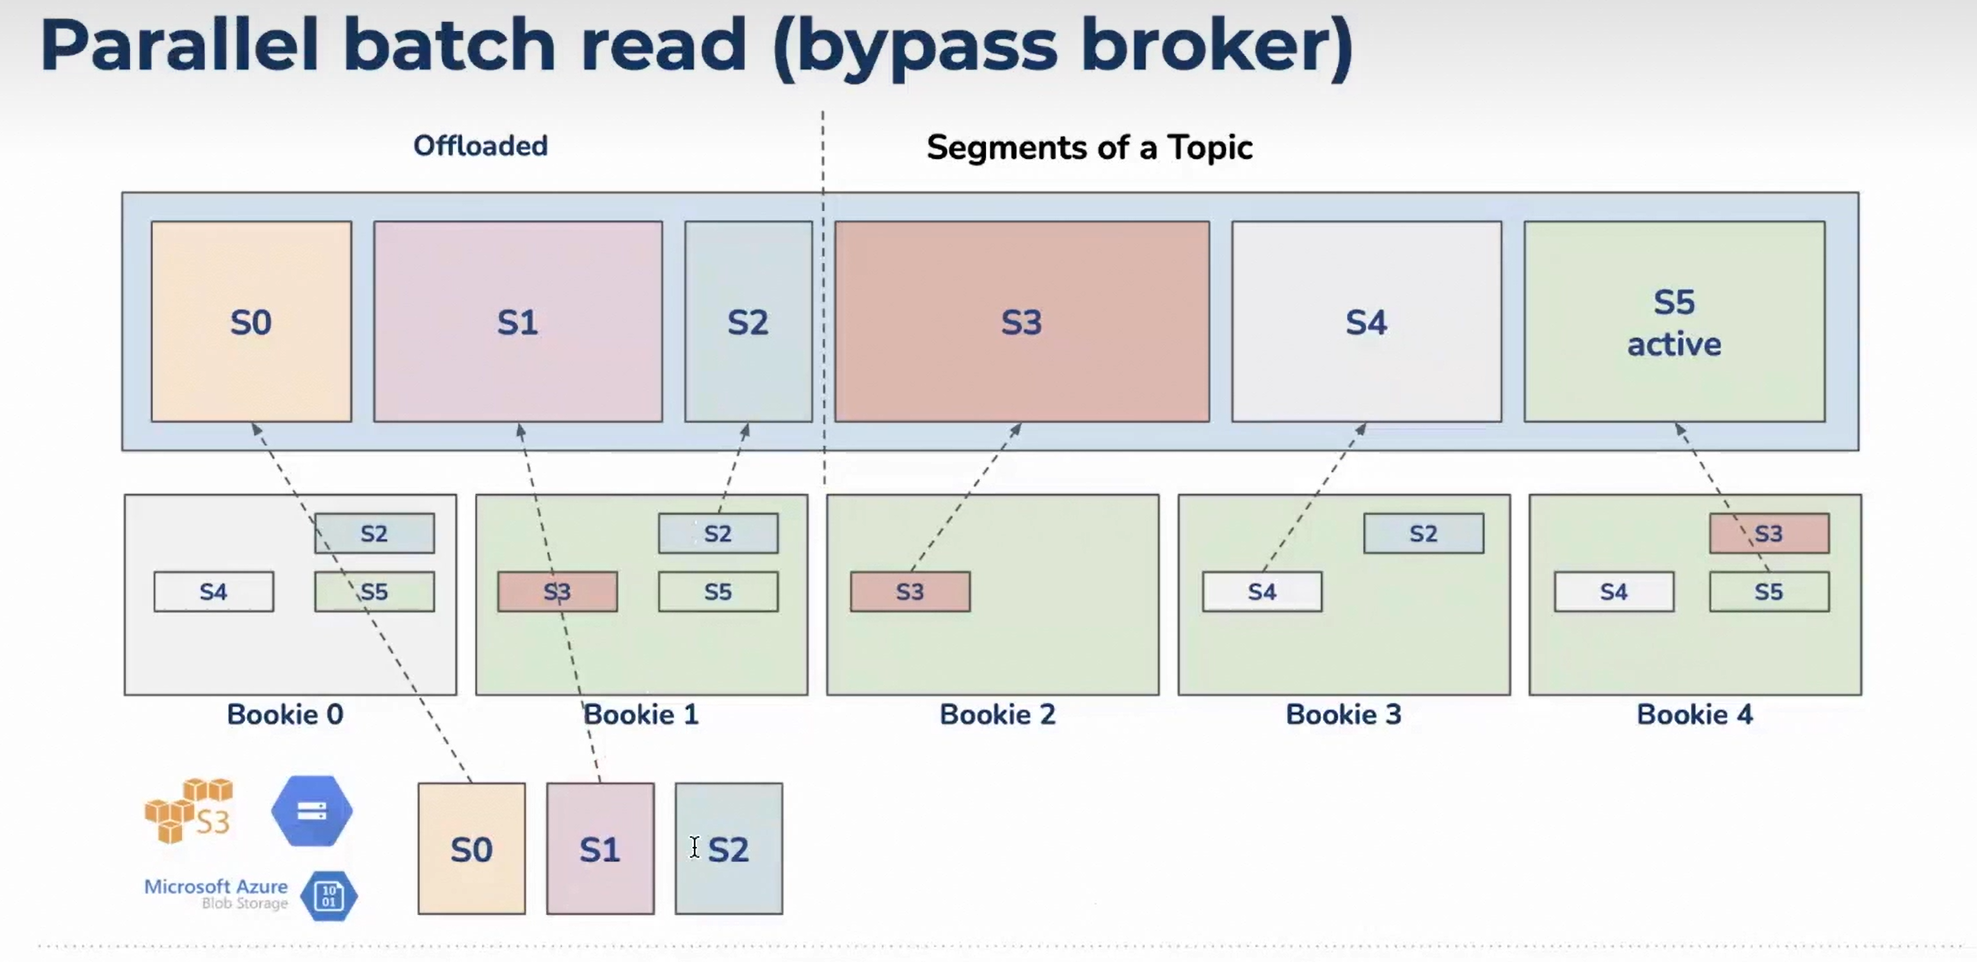 Parallel batch read (bypass broker)
Offloaded
Segments of a Topic
S0
S1
S2
S3
S4
S5
active
S2
S4
S5
Bookie 0
S2
S3
S5
Bookie 1
S3
Bookie 2
S2
S4
Bookie 3
S3
S4
S5
Bookie 4
S3
Microsoft Azure
Blob Storage
10
01
S0
S1
S2